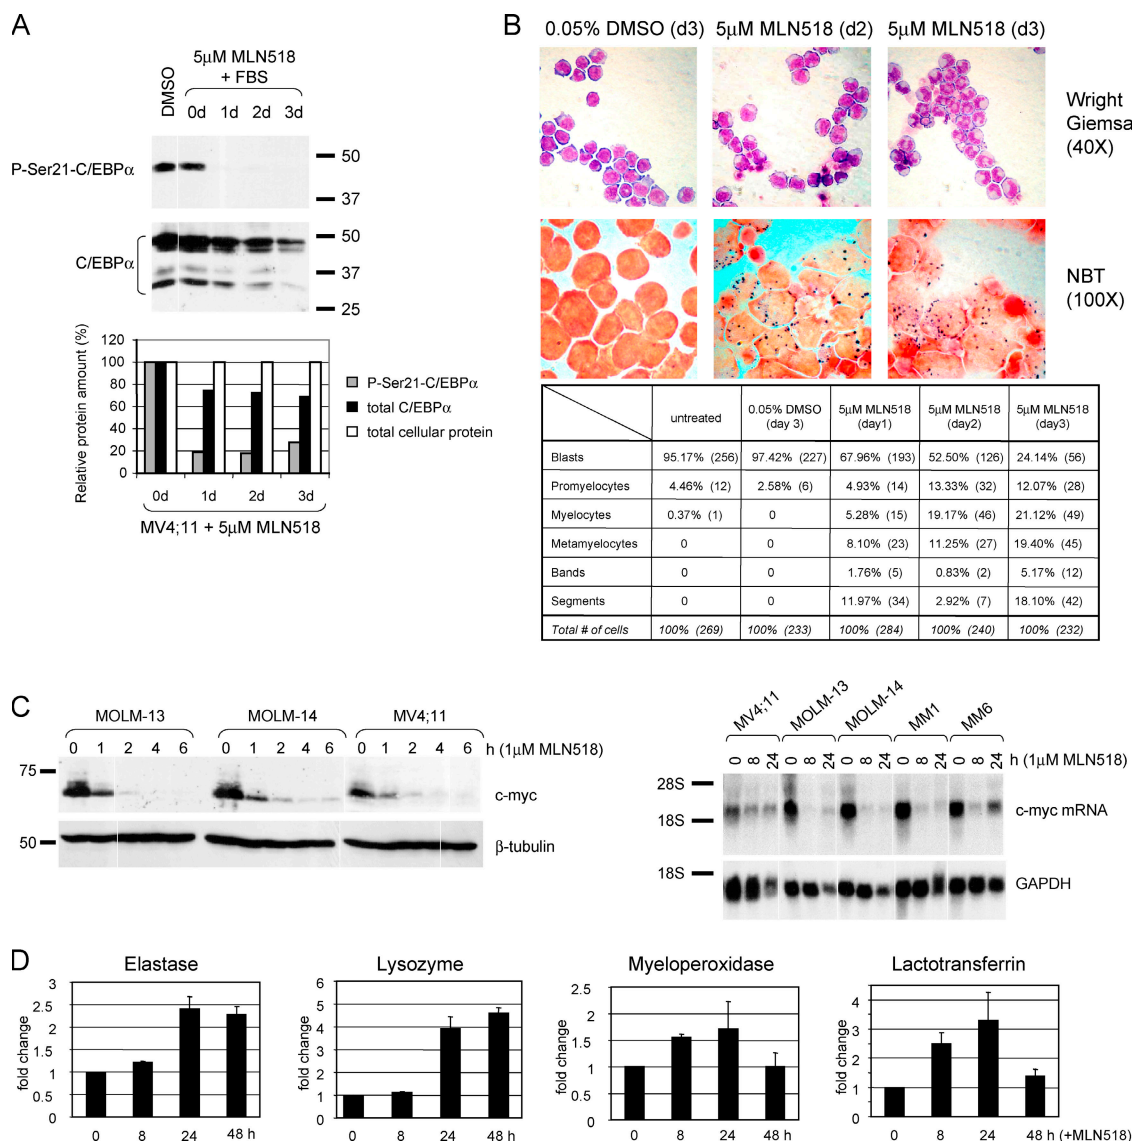 A
5μM MLN518
+ FBS
DMSO
0d 1d 2d 3d
P-Ser21-C/EBPα
50
37
C/EBPα
50
37
25
Relative protein amount (%)
120
100
80
60
40
20
0
0d 1d 2d 3d
MV4;11 + 5μM MLN518
P-Ser21-C/EBPα
total C/EBPα
total cellular protein
B
0.05% DMSO (d3) 5μM MLN518 (d2) 5μM MLN518 (d3)
Wright
Giemsa
(40X)
NBT
(100X)
untreated 0.05% DMSO (day 3) 5μM MLN518 (day1) 5μM MLN518 (day2) 5μM MLN518 (day3)
Blasts 95.17% (256) 97.42% (227) 67.96% (193) 52.50% (126) 24.14% (56)
Promyelocytes 4.46% (12) 2.58% (6) 4.93% (14) 13.33% (32) 12.07% (28)
Myelocytes 0.37% (1) 0 5.28% (15) 19.17% (46) 21.12% (49)
Metamyelocytes 0 0 8.10% (23) 11.25% (27) 19.40% (45)
Bands 0 0 1.76% (5) 0.83% (2) 5.17% (12)
Segments 0 0 11.97% (34) 2.92% (7) 18.10% (42)
Total # of cells 100% (269) 100% (233) 100% (284) 100% (240) 100% (232)
C
MOLM-13 MOLM-14 MV4;11
0 1 2 4 6 0 1 2 4 6 0 1 2 4 6 h (1μM MLN518)
75
c-myc
50
β-tubulin
MV4;11 MOLM-13 MOLM-14 MM1 MM6
0 8 24 0 8 24 0 8 24 0 8 24 0 8 24 h (1μM MLN518)
28S
18S
c-myc mRNA
18S
GAPDH
D
Elastase
fold change
3
2.5
2
1.5
1
0.5
0
0 8 24 48 h
Lysozyme
fold change
6
5
4
3
2
1
0
0 8 24 48 h
Myeloperoxidase
fold change
2.5
2
1.5
1
0.5
0
0 8 24 48 h
Lactotransferrin
fold change
4
3
2
1
0
0 8 24 48 h (+MLN518)